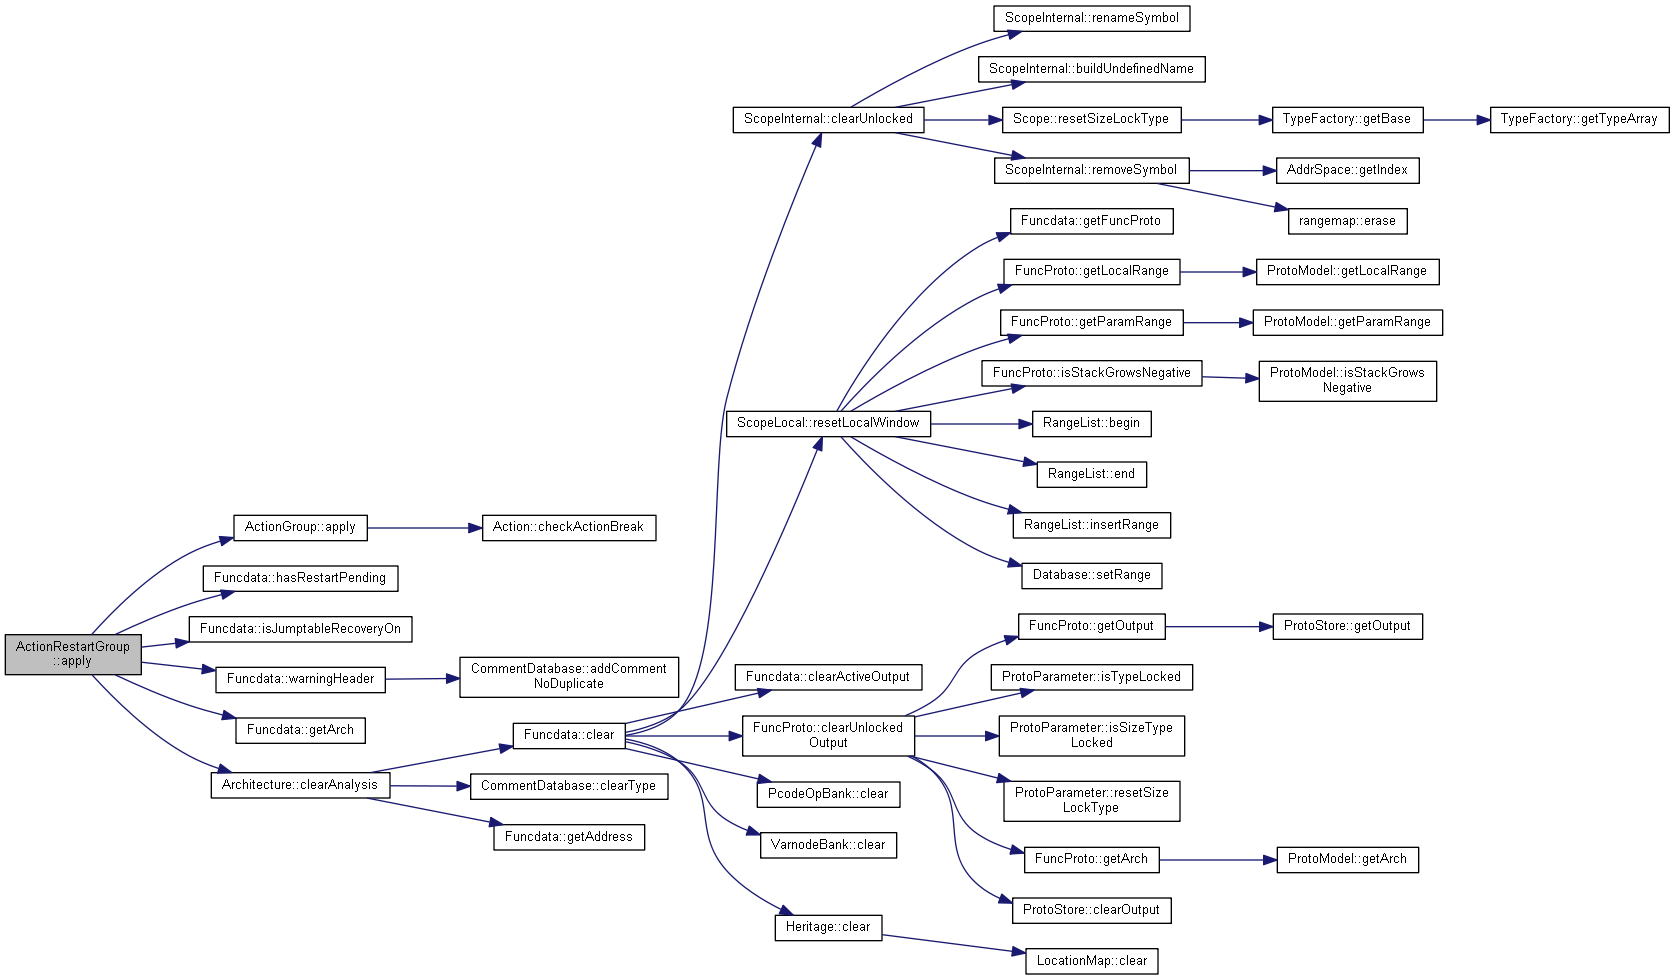 ScopeInternal::renameSymbol
ScopeInternal::buildUndefinedName
ScopeInternal::clearUnlocked
Scope::resetSizeLockType
TypeFactory::getBase
TypeFactory::getTypeArray
ScopeInternal::removeSymbol
AddrSpace::getIndex
rangemap::erase
Funcdata::getFuncProto
FuncProto::getLocalRange
ProtoModel::getLocalRange
FuncProto::getParamRange
ProtoModel::getParamRange
FuncProto::isStackGrowsNegative
ProtoModel::isStackGrows
Negative
ScopeLocal::resetLocalWindow
RangeList::begin
RangeList::end
RangeList::insertRange
Database::setRange
ActionGroup::apply
Action::checkActionBreak
Funcdata::hasRestartPending
Funcdata::isJumptableRecoveryOn
ActionRestartGroup
::apply
Funcdata::warningHeader
CommentDatabase::addComment
NoDuplicate
Funcdata::getArch
Architecture::clearAnalysis
Funcdata::clear
CommentDatabase::clearType
Funcdata::getAddress
Funcdata::clearActiveOutput
FuncProto::clearUnlocked
Output
PcodeOpBank::clear
VarnodeBank::clear
Heritage::clear
FuncProto::getOutput
ProtoStore::getOutput
ProtoParameter::isTypeLocked
ProtoParameter::isSizeType
Locked
ProtoParameter::resetSize
LockType
FuncProto::getArch
ProtoModel::getArch
ProtoStore::clearOutput
LocationMap::clear